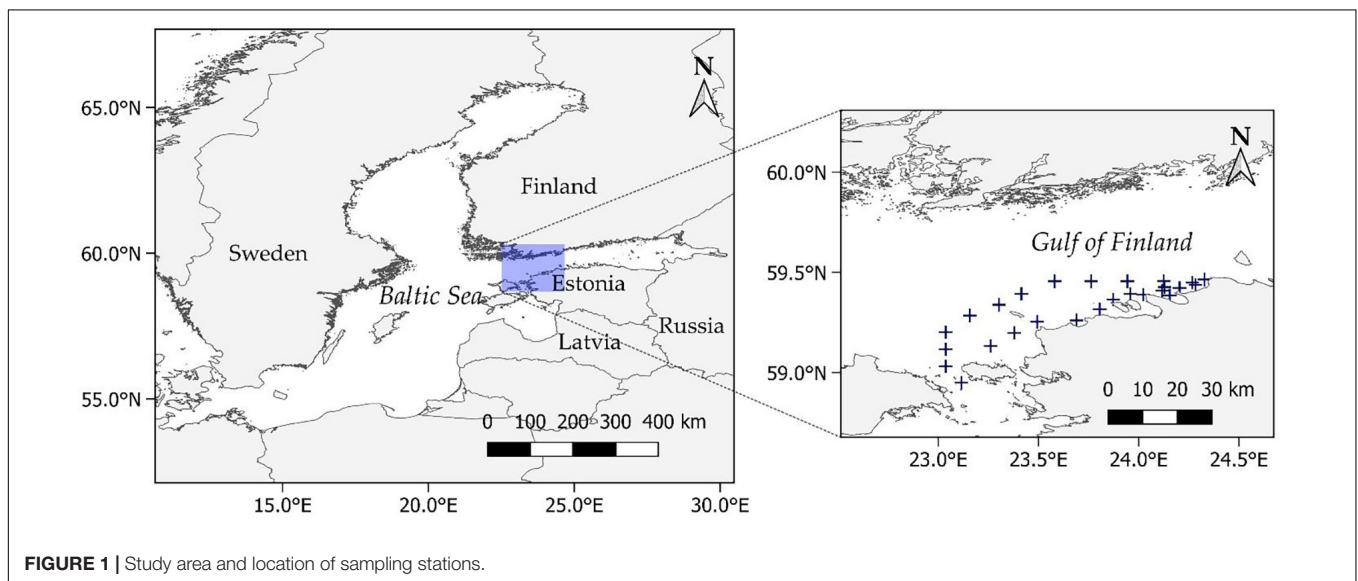 N
65.0°N
60.0°N
55.0°N
Finland
Sweden
Baltic Sea
Estonia
Russia
Latvia
0 100 200 300 400 km
15.0°E 20.0°E 25.0°E 30.0°E
N
60.0°N
59.5°N
59.0°N
Gulf of Finland
0 10 20 30 km
23.0°E 23.5°E 24.0°E 24.5°E
FIGURE 1 | Study area and location of sampling stations.